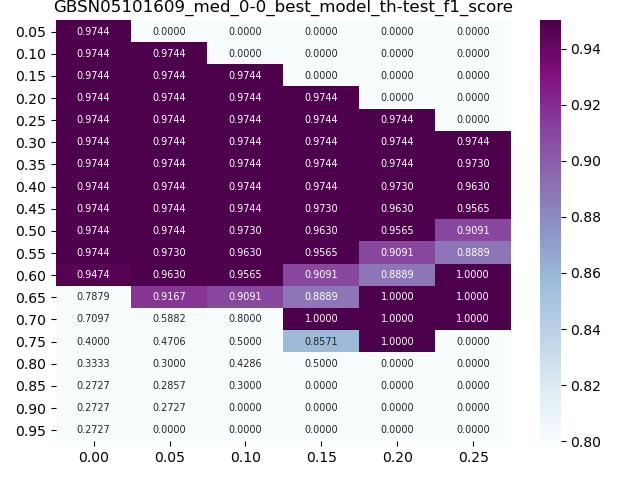 GBSN05101609_med_0-0_best_model_th-test_f1_score
0.05 0.9744 0.0000 0.0000 0.0000 0.0000 0.0000
0.10 0.9744 0.9744 0.0000 0.0000 0.0000 0.0000
0.15 0.9744 0.9744 0.9744 0.0000 0.0000 0.0000
0.20 0.9744 0.9744 0.9744 0.9744 0.0000 0.0000
0.25 0.9744 0.9744 0.9744 0.9744 0.9744 0.0000
0.30 0.9744 0.9744 0.9744 0.9744 0.9744 0.9744
0.35 0.9744 0.9744 0.9744 0.9744 0.9744 0.9730
0.40 0.9744 0.9744 0.9744 0.9744 0.9730 0.9630
0.45 0.9744 0.9744 0.9744 0.9730 0.9630 0.9565
0.50 0.9744 0.9744 0.9730 0.9630 0.9565 0.9091
0.55 0.9744 0.9730 0.9630 0.9565 0.9091 0.8889
0.60 0.9474 0.9630 0.9565 0.9091 0.8889 1.0000
0.65 0.7879 0.9167 0.9091 0.8889 1.0000 1.0000
0.70 0.7097 0.5882 0.8000 1.0000 1.0000 1.0000
0.75 0.4000 0.4706 0.5000 0.8571 1.0000 0.0000
0.80 0.3333 0.3000 0.4286 0.5000 0.0000 0.0000
0.85 0.2727 0.2857 0.3000 0.0000 0.0000 0.0000
0.90 0.2727 0.2727 0.0000 0.0000 0.0000 0.0000
0.95 0.2727 0.0000 0.0000 0.0000 0.0000 0.0000
0.00 0.05 0.10 0.15 0.20 0.25
0.94
0.92
0.90
0.88
0.86
0.84
0.82
0.80